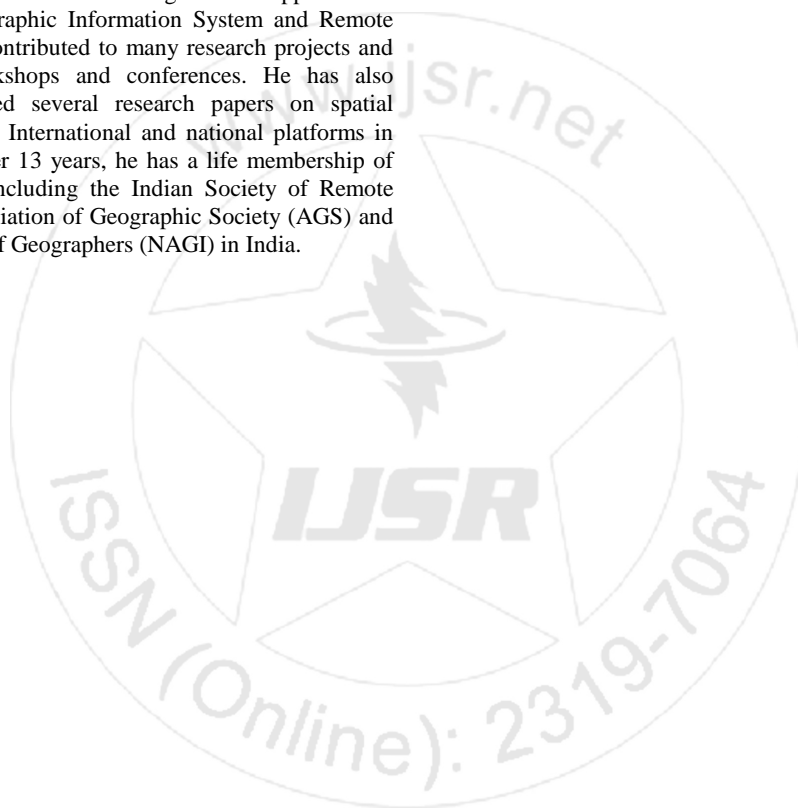 raphic Information System and Remote
ontributed to many research projects and
kshops and conferences. He has also
ed several research papers on spatial
International and national platforms in
er 13 years, he has a life membership of
ncluding the Indian Society of Remote
iation of Geographic Society (AGS) and
f Geographers (NAGI) in India.
www.ijsr.net
IJSR
ISSN (Online): 2319-7064